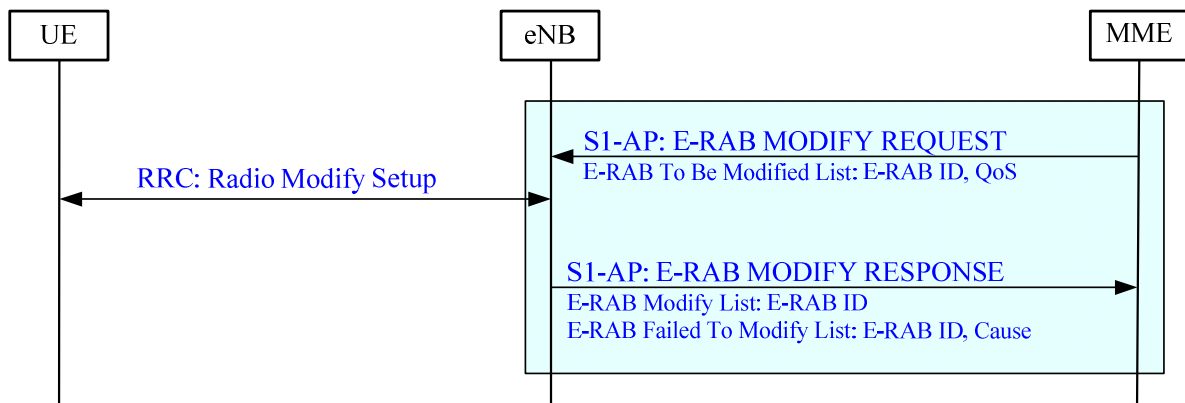 UE
eNB
MME
S1-AP: E-RAB MODIFY REQUEST
E-RAB To Be Modified List: E-RAB ID, QoS
RRC: Radio Modify Setup
S1-AP: E-RAB MODIFY RESPONSE
E-RAB Modify List: E-RAB ID
E-RAB Failed To Modify List: E-RAB ID, Cause